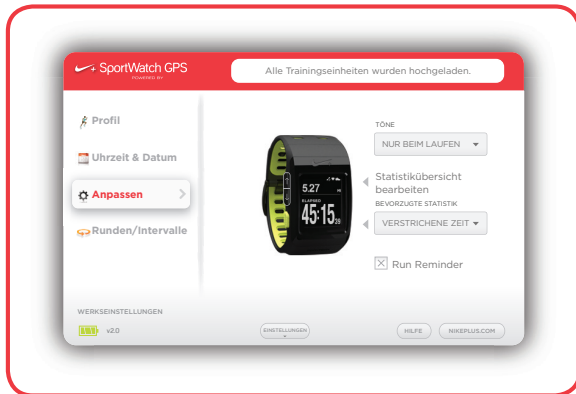 SportWatch GPS
POWERED BY
Alle Trainingseinheiten wurden hochgeladen.
Profil
Uhrzeit & Datum
Anpassen
Runden/Intervalle
5.27
ELAPSED
45:15
29
TÖNE
NUR BEIM LAUFEN
Statistikübersicht
bearbeiten
BEVORZUGTE STATISTIK
VERSTRICHENE ZEIT
Run Reminder
WERKSEINSTELLUNGEN
v2.0
EINSTELLUNGEN
HILFE
NIKEPLUS.COM